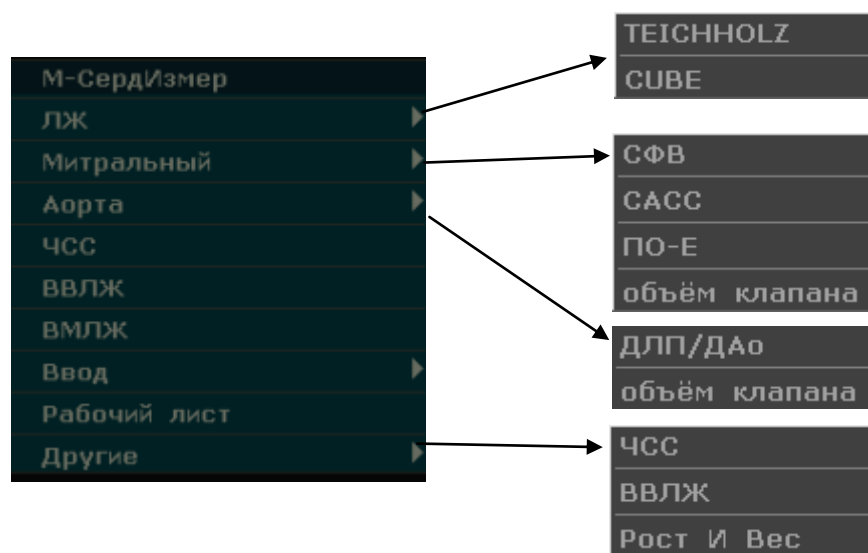 М-СердИзмер
ЛЖ
Митральный
Аорта
ЧСС
ВВЛЖ
ВМЛЖ
Ввод
Рабочий лист
Другие
TEICHHOLZ
CUBE
СФВ
САСС
ПО-Е
объём клапана
ДЛП/ДАо
объём клапана
ЧСС
ВВЛЖ
Рост И Вес